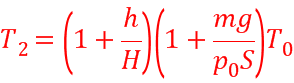 T₂ = (1 + h/H)(1 + mg/p₀S)T₀